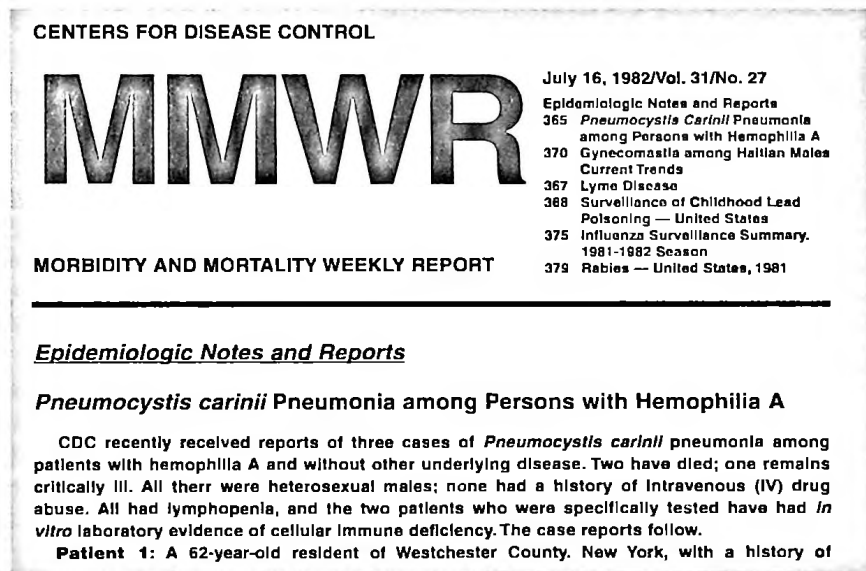 CENTERS FOR DISEASE CONTROL
MMWR
MORBIDITY AND MORTALITY WEEKLY REPORT
July 16, 1982/Vol. 31/No. 27
Epidemiologic Notes and Reports
365 Pneumocystis Carinii Pneumonia
among Persons with Hemophilia A
370 Gynecomastia among Haitian Males
Current Trends
367 Lyme Disease
368 Surveillance of Childhood Lead
Poisoning — United States
375 Influenza Surveillance Summary.
1981-1982 Season
379 Rabies — United States, 1981
Epidemiologic Notes and Reports
Pneumocystis carinii Pneumonia among Persons with Hemophilia A
CDC recently received reports of three cases of Pneumocystis carinii pneumonia among
patients with hemophilia A and without other underlying disease. Two have died; one remains
critically ill. All therr were heterosexual males; none had a history of intravenous (IV) drug
abuse. All had lymphopenia, and the two patients who were specifically tested have had In
vitro laboratory evidence of cellular immune deficiency. The case reports follow.
Patient 1: A 62-year-old resident of Westchester County. New York, with a history of